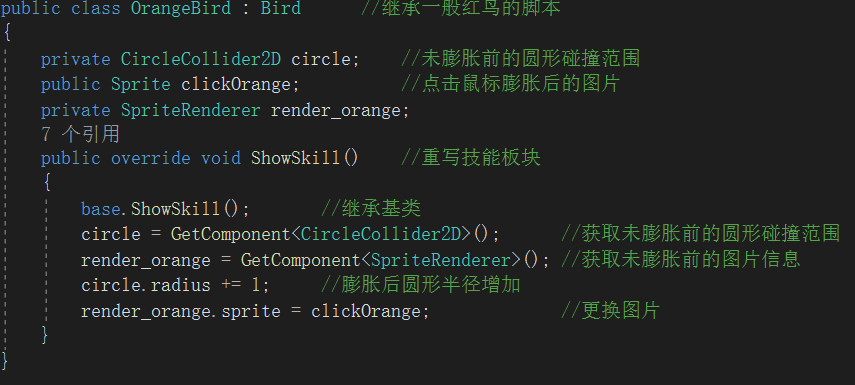 public class OrangeBird : Bird //继承一般红鸟的脚本
{
private CircleCollider2D circle; //未膨胀前的圆形碰撞范围
public Sprite clickOrange; //点击鼠标膨胀后的图片
private SpriteRenderer render_orange;
7 个引用
public override void ShowSkill() //重写技能板块
{
base.ShowSkill(); //继承基类
circle = GetComponent<CircleCollider2D>(); //获取未膨胀前的圆形碰撞范围
render_orange = GetComponent<SpriteRenderer>(); //获取未膨胀前的图片信息
circle.radius += 1; //膨胀后圆形半径增加
render_orange.sprite = clickOrange; //更换图片
}
}